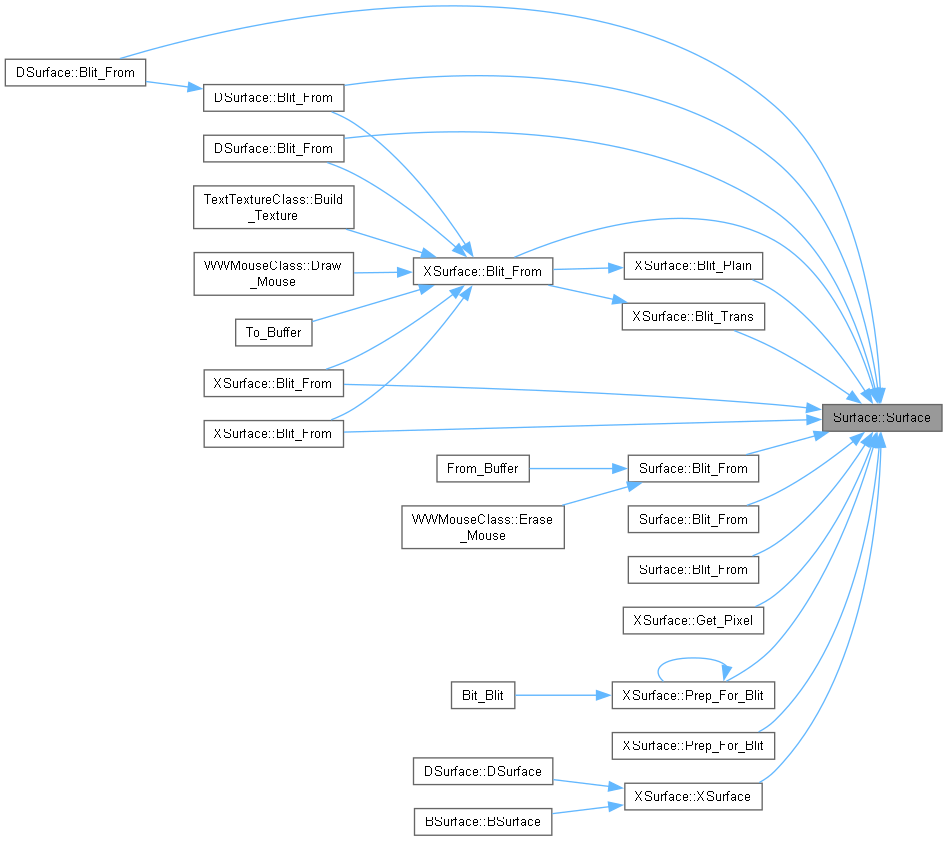 DSurface::Blit_From
DSurface::Blit_From
DSurface::Blit_From
TextTextureClass::Build
_Texture
WWMouseClass::Draw
_Mouse
XSurface::Blit_From
XSurface::Blit_Plain
XSurface::Blit_Trans
To_Buffer
XSurface::Blit_From
XSurface::Blit_From
Surface::Surface
From_Buffer
Surface::Blit_From
WWMouseClass::Erase
_Mouse
Surface::Blit_From
Surface::Blit_From
XSurface::Get_Pixel
Bit_Blit
XSurface::Prep_For_Blit
XSurface::Prep_For_Blit
DSurface::DSurface
XSurface::XSurface
BSurface::BSurface